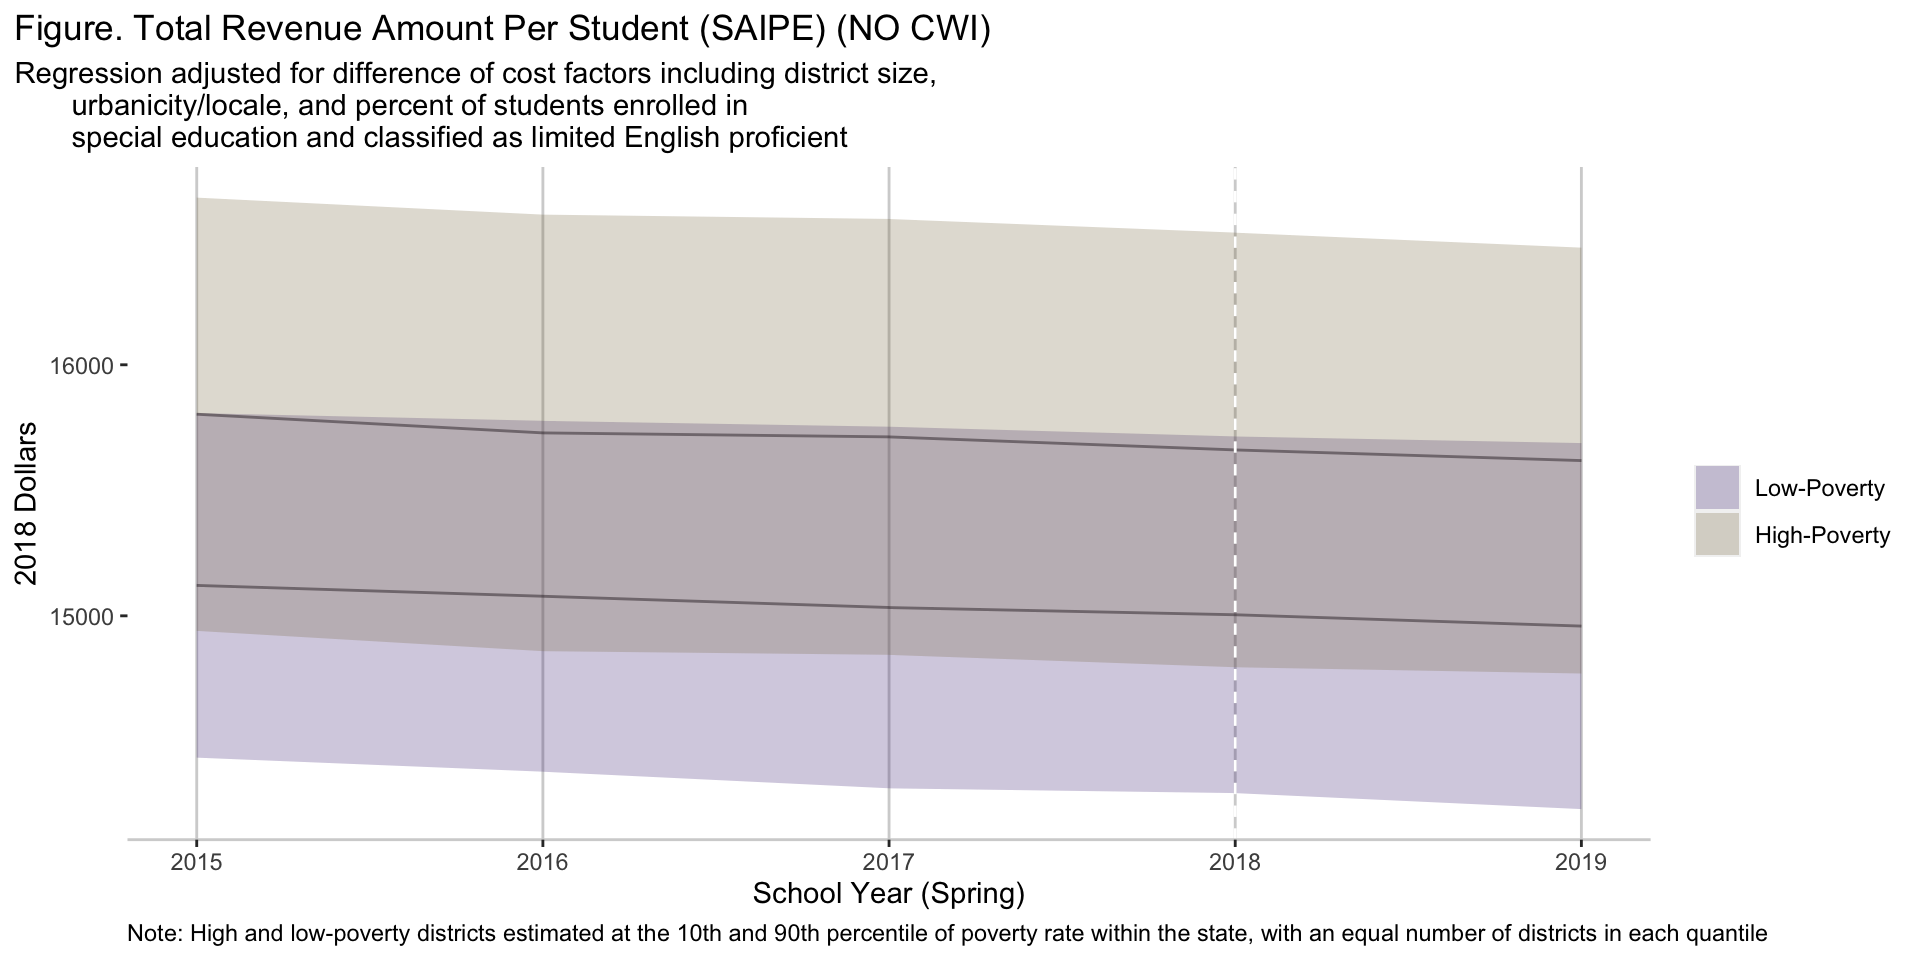 Figure. Total Revenue Amount Per Student (SAIPE) (NO CWI)
Regression adjusted for difference of cost factors including district size,
urbanicity/locale, and percent of students enrolled in
special education and classified as limited English proficient
2018 Dollars
16000
15000
Low-Poverty
High-Poverty
2015 2016 2017 2018 2019
School Year (Spring)
Note: High and low-poverty districts estimated at the 10th and 90th percentile of poverty rate within the state, with an equal number of districts in each quantile